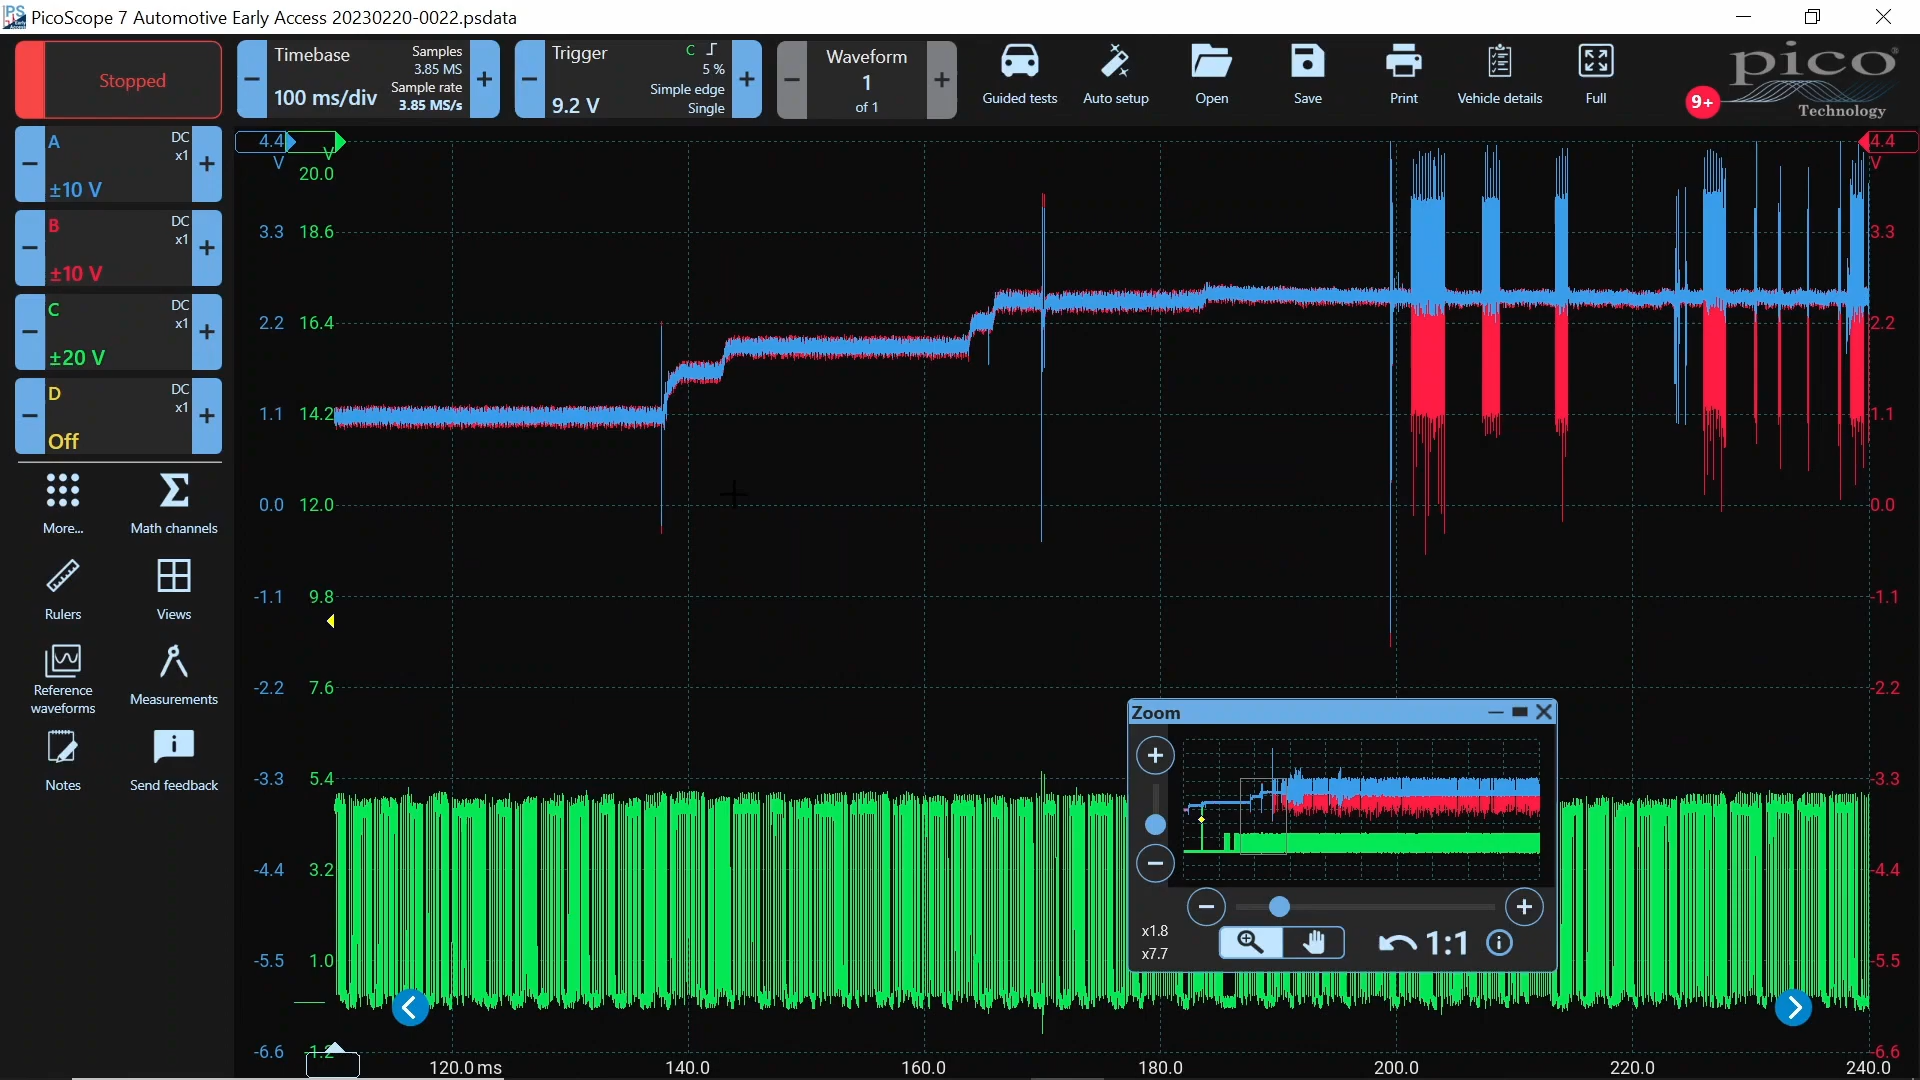 PicoScope 7 Automotive Early Access 20230220-0022.psdata
Stopped
Timebase
100 ms/div
Samples
3.85 MS
Sample rate
3.85 MS/s
Trigger
9.2 V
C
5 %
Simple edge
Single
Waveform
1
of 1
Guided tests
Auto setup
Open
Save
Print
Vehicle details
Full
9+
pico
Technology
A
DC
x1
±10 V
B
DC
x1
±10 V
C
DC
x1
±20 V
D
DC
x1
Off
More...
Math channels
Rulers
Views
Reference
waveforms
Measurements
Notes
Send feedback
4.4
V
V
20.0
4.4
V
3.3 18.6 3.3
2.2 16.4 2.2
1.1 14.2 1.1
0.0 12.0 0.0
-1.1 9.8 -1.1
-2.2 7.6 -2.2
-3.3 5.4 -3.3
-4.4 3.2 -4.4
-5.5 1.0 -5.5
-6.6 -1.2 -6.6
Zoom
x1.8
x7.7
1:1
120.0 ms 140.0 160.0 180.0 200.0 220.0 240.0